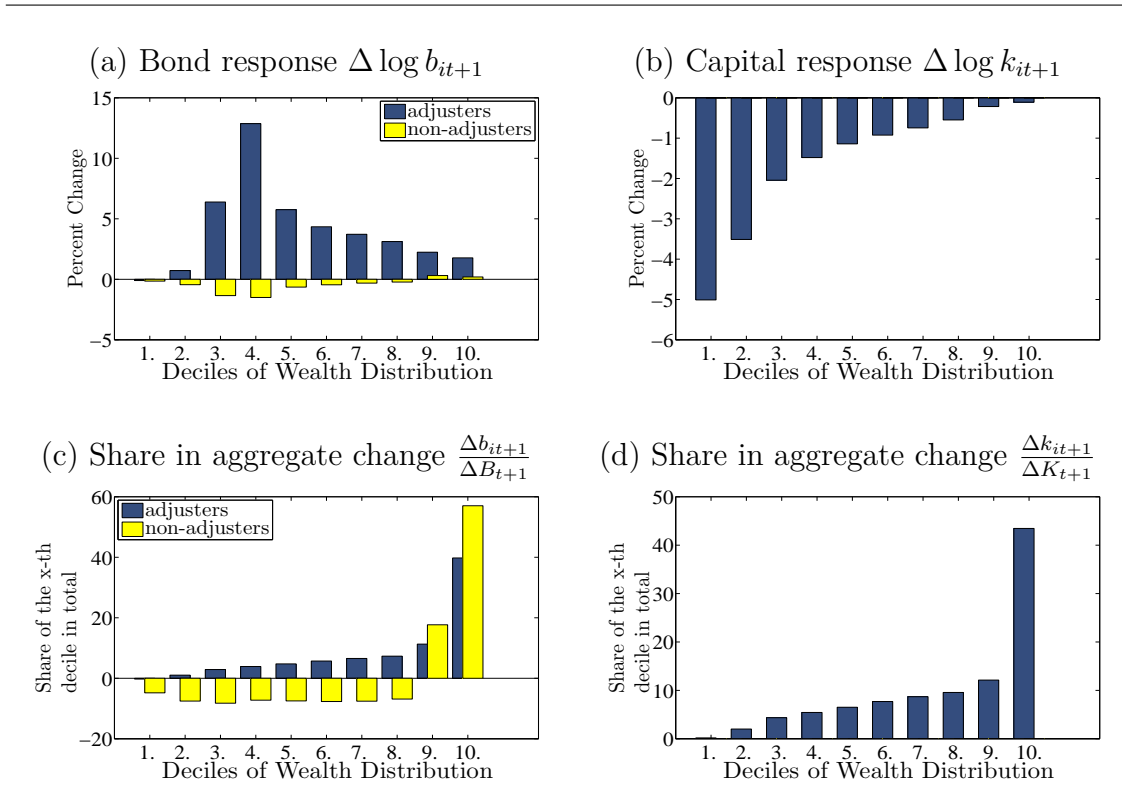 (a) Bond response Δ log b_{it+1}
15
10
5
0
−5
Percent Change
adjusters
non-adjusters
1. 2. 3. 4. 5. 6. 7. 8. 9. 10.
Deciles of Wealth Distribution
(b) Capital response Δ log k_{it+1}
0
−1
−2
−3
−4
−5
−6
Percent Change
1. 2. 3. 4. 5. 6. 7. 8. 9. 10.
Deciles of Wealth Distribution
(c) Share in aggregate change \frac{Δb_{it+1}}{ΔB_{t+1}}
60
40
20
0
−20
Share of the x-th
decile in total
adjusters
non-adjusters
1. 2. 3. 4. 5. 6. 7. 8. 9. 10.
Deciles of Wealth Distribution
(d) Share in aggregate change \frac{Δk_{it+1}}{ΔK_{t+1}}
50
40
30
20
10
0
Share of the x-th
decile in total
1. 2. 3. 4. 5. 6. 7. 8. 9. 10.
Deciles of Wealth Distribution